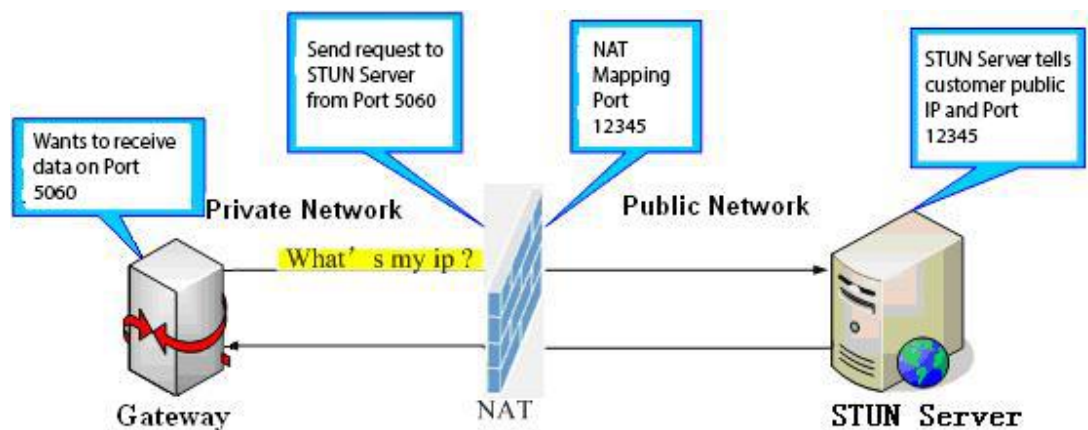 Send request to
STUN Server
from Port 5060
NAT
Mapping
Port
12345
STUN Server tells
customer public
IP and Port
12345
Wants to receive
data on Port
5060
Private Network
Public Network
What’s my ip ?
Gateway
NAT
STUN Server